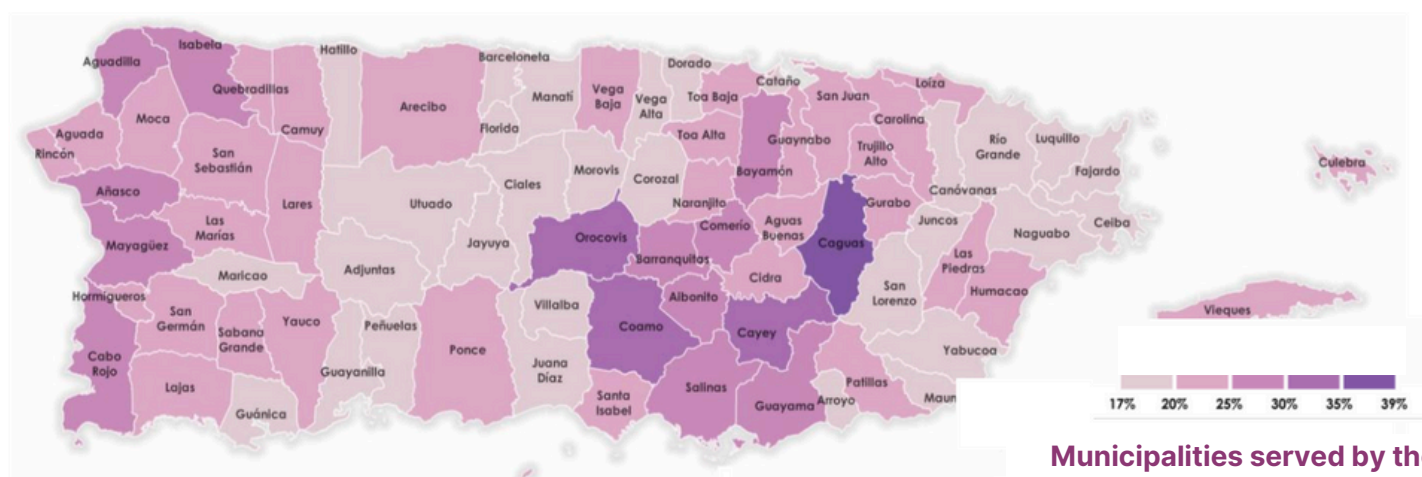 Isabela
Aguadilla
Hatillo
Barceloneta
Dorado
Quebradillas
Manatí
Vega
Baja
Vega
Alta
Toa Baja
Cataño
San Juan
Loíza
Arecibo
Moca
Camuy
Florida
Toa Alta
Guaynabo
Carolina
Aguada
Rincón
San
Sebastián
Trujillo
Alto
Río
Grande
Luquillo
Fajardo
Culebra
Añasco
Lares
Utuado
Ciales
Morovis
Corozal
Bayamón
Naranjito
Canóvanas
Gurabo
Juncos
Ceiba
Las
Marías
Mayagüez
Jayuya
Orocovis
Comerío
Aguas
Buenas
Caguas
Naguabo
Barranquitas
Maricao
Adjuntas
Cidra
Las
Piedras
Humacao
San
Lorenzo
Hormigueros
San
Germán
Sabana
Grande
Yauco
Peñuelas
Villalba
Aibonito
Coamo
Cayey
Vieques
Cabo
Rojo
Ponce
Juana
Díaz
Yabucoa
Lajas
Guayanilla
Santa
Isabel
Salinas
Guayama
Arroyo
Patillas
Maun
Guánica
17% 20% 25% 30% 35% 39%
Municipalities served by th